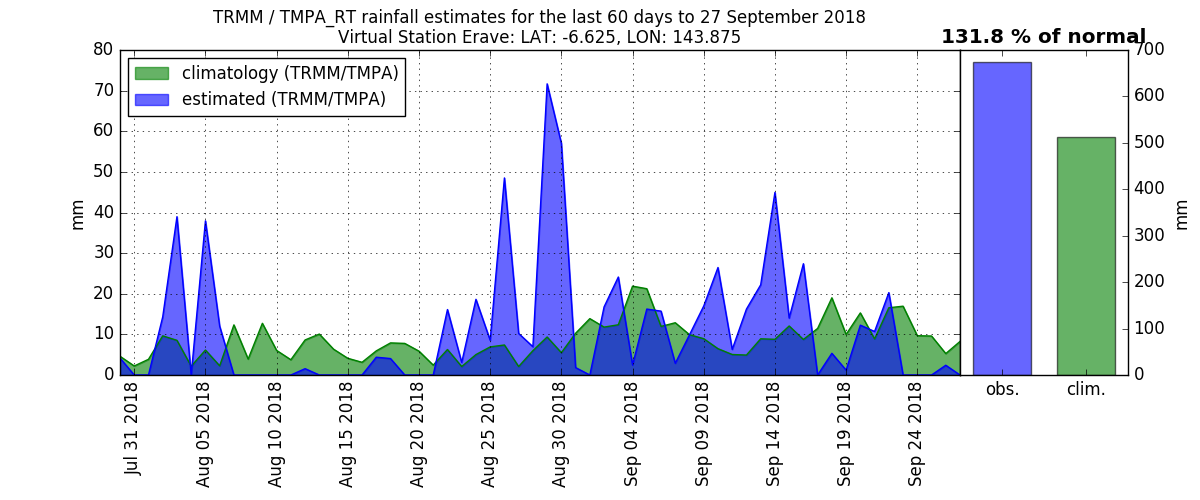 TRMM / TMPA_RT rainfall estimates for the last 60 days to 27 September 2018
Virtual Station Erave: LAT: -6.625, LON: 143.875
131.8 % of normal
climatology (TRMM/TMPA)
estimated (TRMM/TMPA)
80
70
60
50
40
30
20
10
0
mm
Jul 31 2018
Aug 05 2018
Aug 10 2018
Aug 15 2018
Aug 20 2018
Aug 25 2018
Aug 30 2018
Sep 04 2018
Sep 09 2018
Sep 14 2018
Sep 19 2018
Sep 24 2018
obs.
clim.
700
600
500
400
300
200
100
0
mm